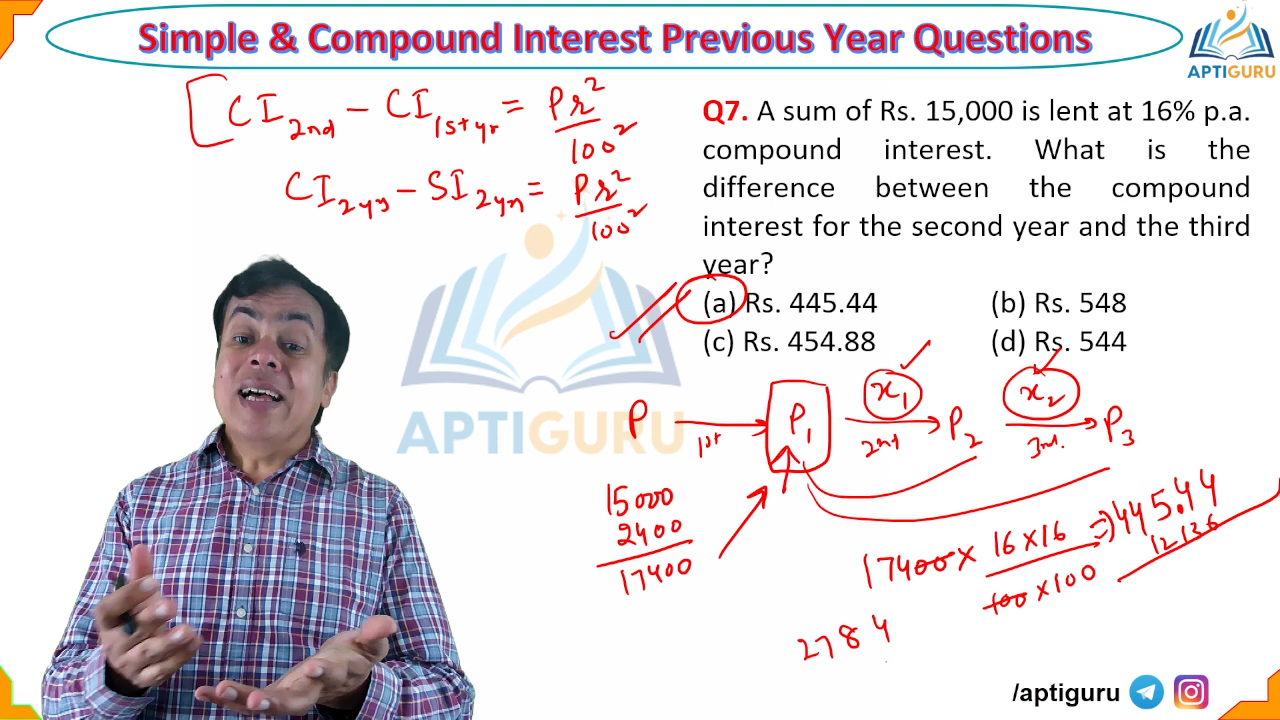 Simple & Compound Interest Previous Year Questions
APTIGURU
CI2nd - CI1st yr = Pr²/100²
CI2yrs - SI2yrs = Pr²/100²
Q7. A sum of Rs. 15,000 is lent at 16% p.a.
compound interest. What is the
difference between the compound
interest for the second year and the third
year?
(a) Rs. 445.44 (b) Rs. 548
(c) Rs. 454.88 (d) Rs. 544
APTIGURU
P 1st P1 x1 2nd P2 x2 3rd. P3
15000
2400
17400
17400 × 16×16/100×100 ⇒ 445.44
12136
2784
/aptiguru